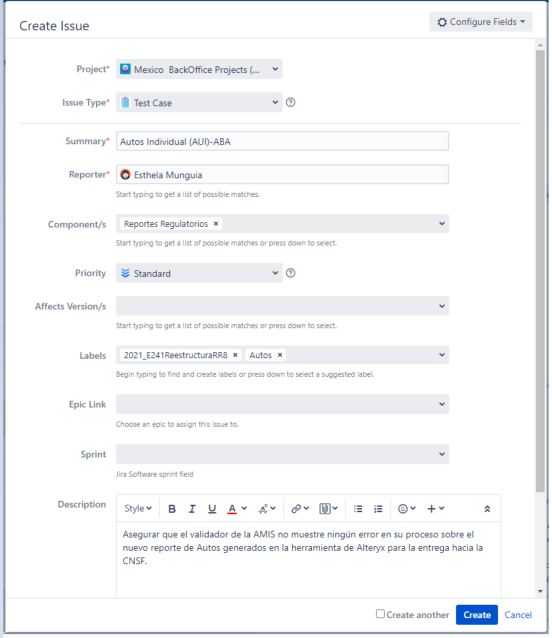 Create Issue
Configure Fields
Project*
Mexico BackOffice Projects (...
Issue Type*
Test Case
Summary*
Autos Individual (AUI)-ABA
Reporter*
Esthela Munguia
Start typing to get a list of possible matches.
Component/s
Reportes Regulatorios ×
Start typing to get a list of possible matches or press down to select.
Priority
Standard
Affects Version/s
Start typing to get a list of possible matches or press down to select.
Labels
2021_E241ReestructuraRR8 × Autos ×
Begin typing to find and create labels or press down to select a suggested label.
Epic Link
Choose an epic to assign this issue to.
Sprint
Jira Software sprint field
Description
Style B I U A
Asegurar que el validador de la AMIS no muestre ningún error en su proceso sobre el
nuevo reporte de Autos generados en la herramienta de Alteryx para la entrega hacia la
CNSF.
Create another Create Cancel